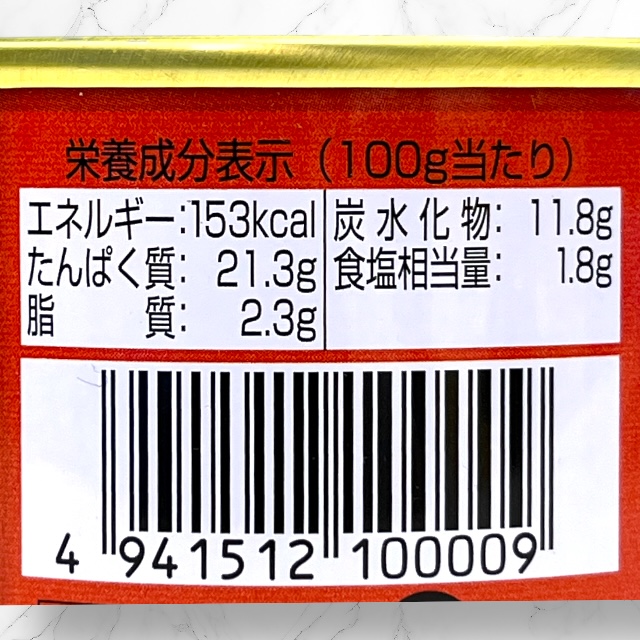 栄養成分表示（100g当たり）
エネルギー:153kcal
たんぱく質: 21.3g
脂質: 2.3g
炭水化物: 11.8g
食塩相当量: 1.8g
4 941512 100009